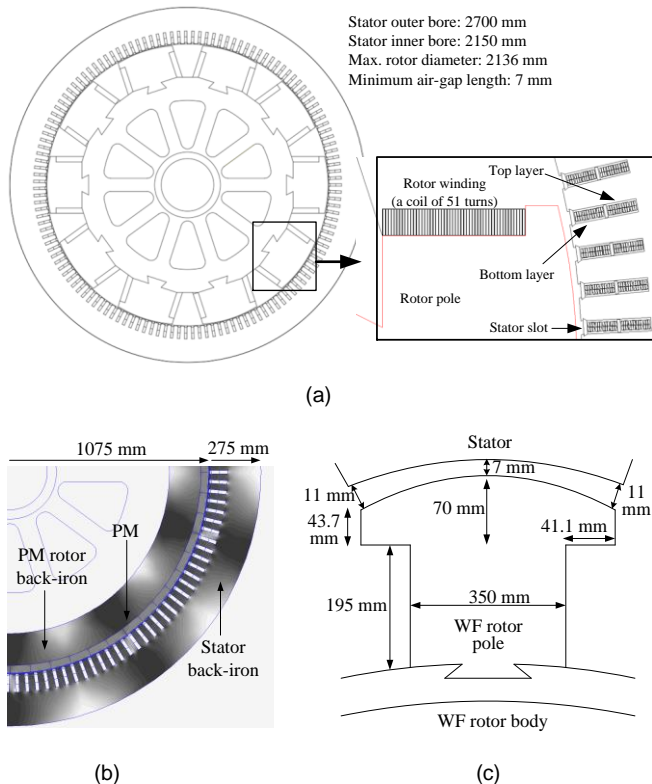 Stator outer bore: 2700 mm
Stator inner bore: 2150 mm
Max. rotor diameter: 2136 mm
Minimum air-gap length: 7 mm
Top layer
Rotor winding
(a coil of 51 turns)
Bottom layer
Rotor pole
Stator slot
(a)
1075 mm
275 mm
PM
PM rotor
back-iron
Stator
back-iron
(b)
Stator
7 mm
11 mm
11
mm
70 mm
43.7
mm
41.1 mm
195 mm
350 mm
WF rotor
pole
WF rotor body
(c)